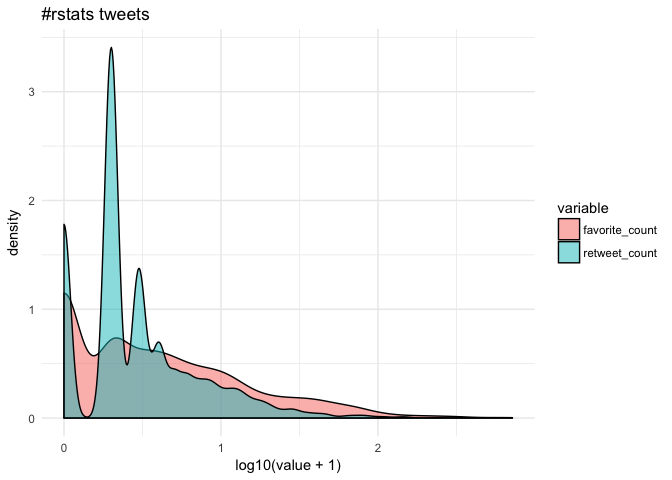 #rstats tweets
3
2
1
0
density
0
1
2
log10(value + 1)
variable
favorite_count
retweet_count